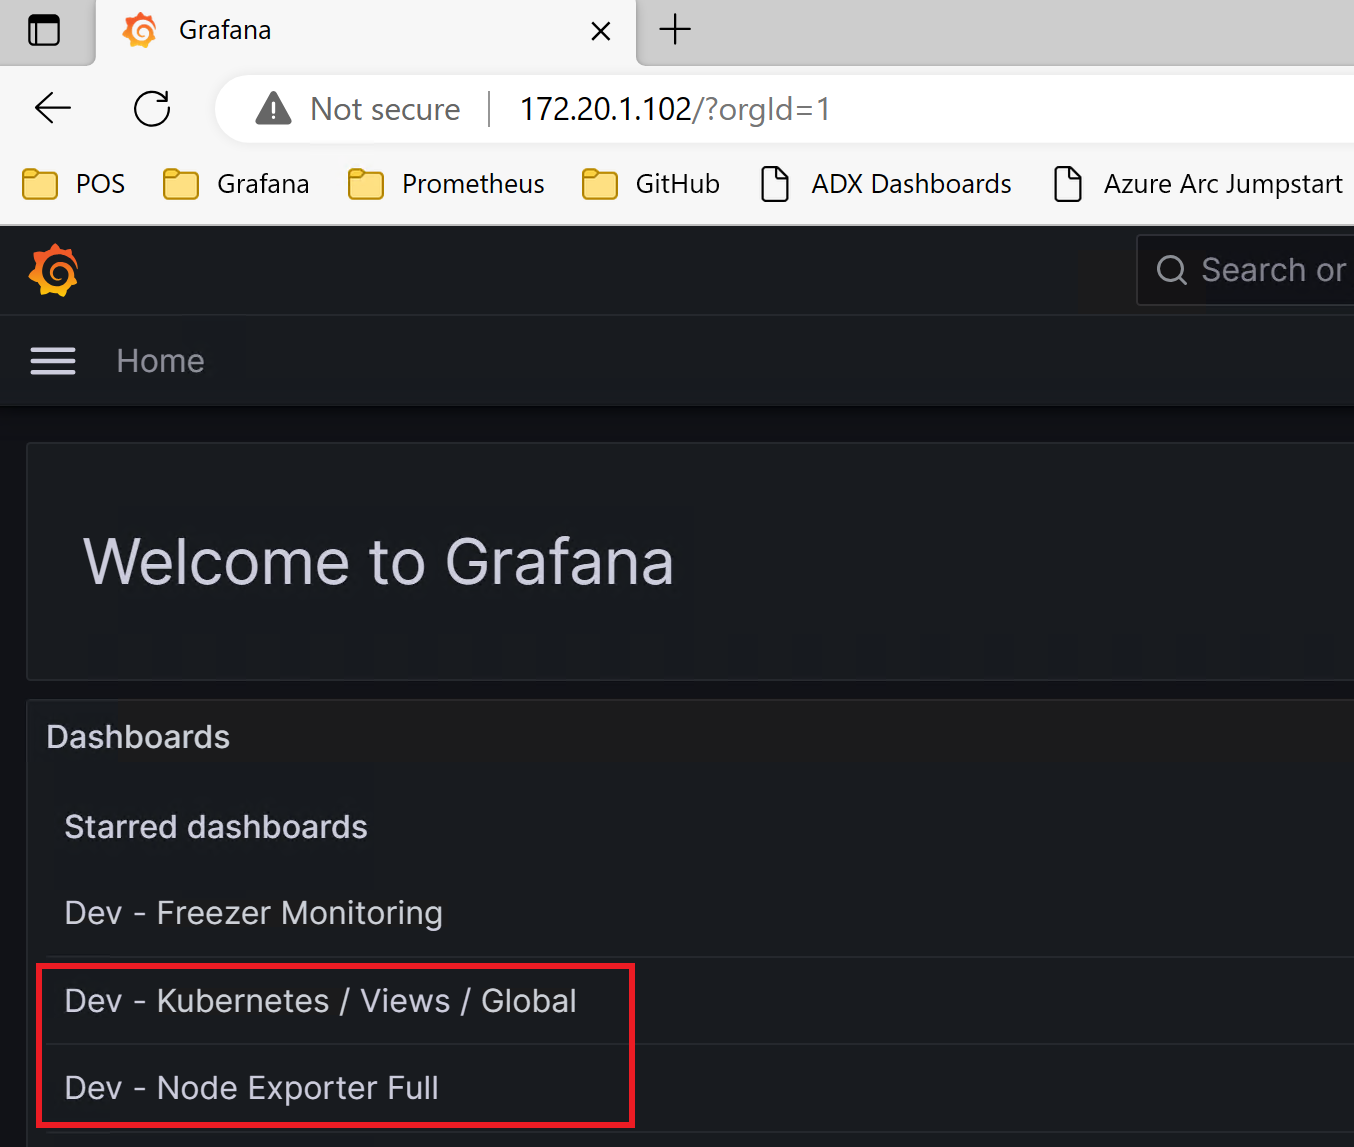 Grafana
Not secure 172.20.1.102/?orgId=1
POS Grafana Prometheus GitHub ADX Dashboards Azure Arc Jumpstart
Search or
Home
Welcome to Grafana
Dashboards
Starred dashboards
Dev - Freezer Monitoring
Dev - Kubernetes / Views / Global
Dev - Node Exporter Full